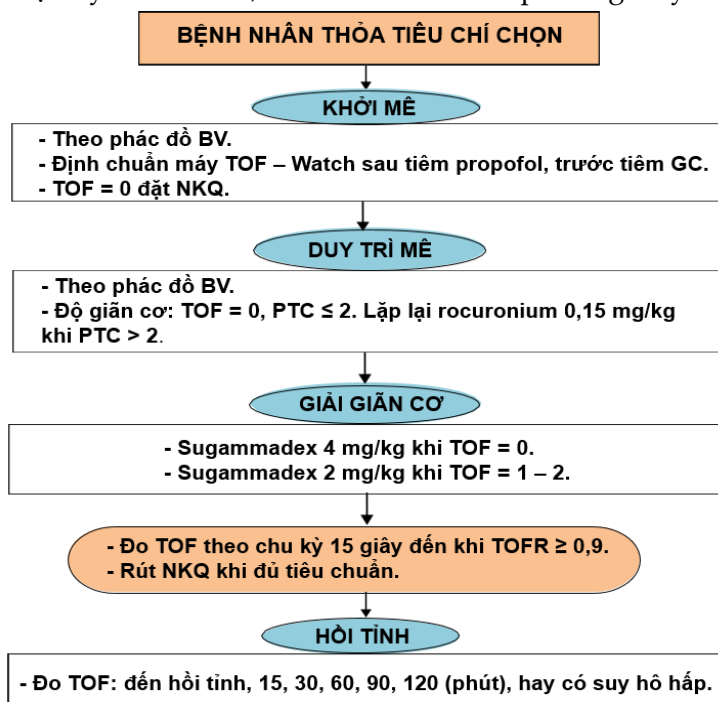 BỆNH NHÂN THỎA TIÊU CHÍ CHỌN
KHỞI MÊ
- Theo phác đồ BV.
- Định chuẩn máy TOF – Watch sau tiêm propofol, trước tiêm GC.
- TOF = 0 đặt NKQ.
DUY TRÌ MÊ
- Theo phác đồ BV.
- Độ giãn cơ: TOF = 0, PTC ≤ 2. Lặp lại rocuronium 0,15 mg/kg
khi PTC > 2.
GIẢI GIÃN CƠ
- Sugammadex 4 mg/kg khi TOF = 0.
- Sugammadex 2 mg/kg khi TOF = 1 – 2.
- Đo TOF theo chu kỳ 15 giây đến khi TOFR ≥ 0,9.
- Rút NKQ khi đủ tiêu chuẩn.
HỒI TỈNH
- Đo TOF: đến hồi tỉnh, 15, 30, 60, 90, 120 (phút), hay có suy hô hấp.